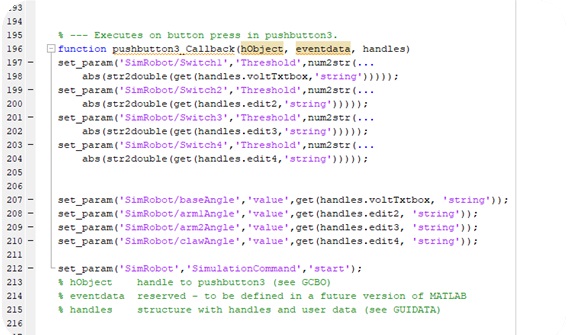 193
194
195 % --- Executes on button press in pushbutton3.
196 function pushbutton3_Callback(hObject, eventdata, handles)
197 - set_param('SimRobot/Switch1','Threshold',num2str(...
198 abs(str2double(get(handles.voltTxtbox,'string')))));
199 - set_param('SimRobot/Switch2','Threshold',num2str(...
200 abs(str2double(get(handles.edit2,'string')))));
201 - set_param('SimRobot/Switch3','Threshold',num2str(...
202 abs(str2double(get(handles.edit3,'string')))));
203 - set_param('SimRobot/Switch4','Threshold',num2str(...
204 abs(str2double(get(handles.edit4,'string')))));
205
206
207 - set_param('SimRobot/baseAngle','value',get(handles.voltTxtbox, 'string'));
208 - set_param('SimRobot/arm1Angle','value',get(handles.edit2, 'string'));
209 - set_param('SimRobot/arm2Angle','value',get(handles.edit3, 'string'));
210 - set_param('SimRobot/clawAngle','value',get(handles.edit4, 'string'));
211
212 - set_param('SimRobot','SimulationCommand','start');
213 % hObject    handle to pushbutton3 (see GCBO)
214 % eventdata  reserved - to be defined in a future version of MATLAB
215 % handles    structure with handles and user data (see GUIDATA)
216